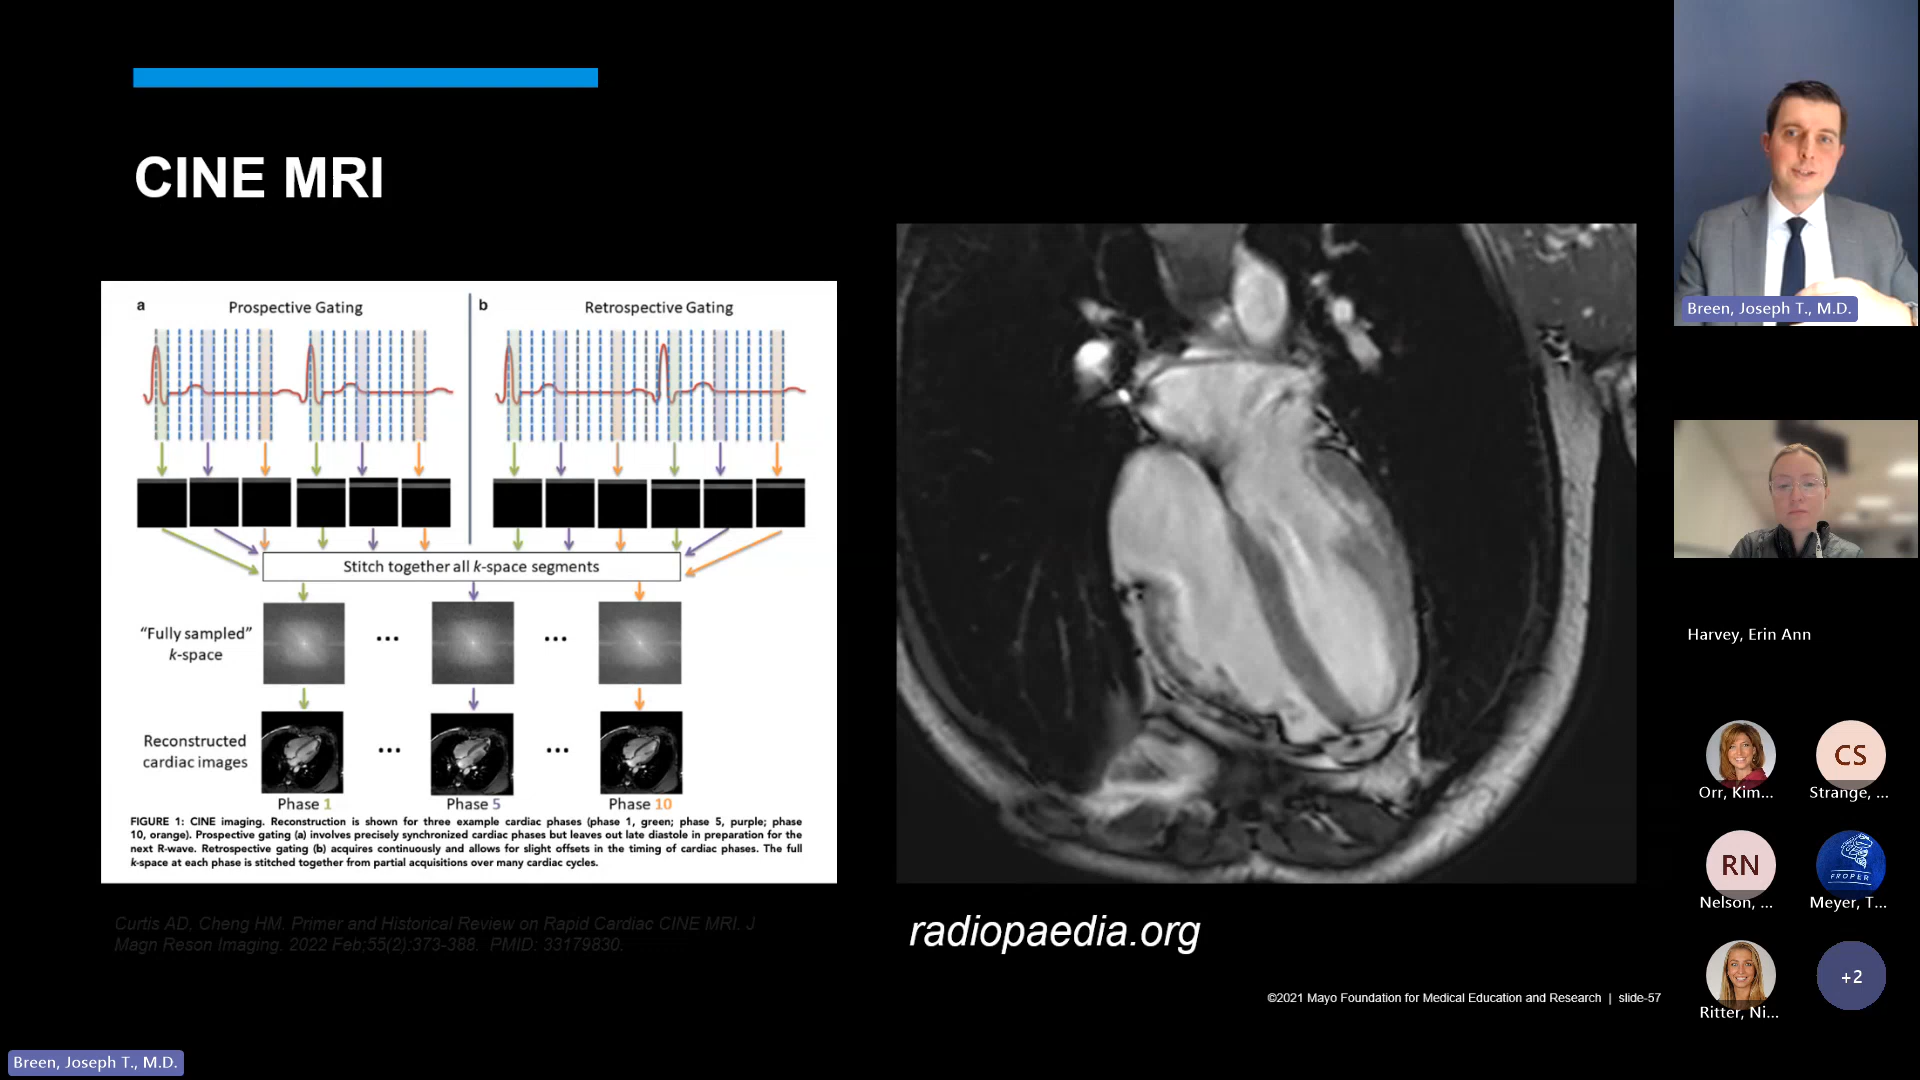 CINE MRI
a
Prospective Gating
b
Retrospective Gating
Stitch together all k-space segments
“Fully sampled”
k-space
Reconstructed
cardiac images
Phase 1
Phase 5
Phase 10
FIGURE 1: CINE imaging. Reconstruction is shown for three example cardiac phases (phase 1, green; phase 5, purple; phase
10, orange). Prospective gating (a) involves precisely synchronized cardiac phases but leaves out late diastole in preparation for the
next R-wave. Retrospective gating (b) acquires continuously and allows for slight offsets in the timing of cardiac phases. The full
k-space at each phase is stitched together from partial acquisitions over many cardiac cycles.
Curtis AD, Cheng HM. Primer and Historical Review on Rapid Cardiac CINE MRI. J
Magn Reson Imaging. 2022 Feb;55(2):373-388. PMID: 33179830.
radiopaedia.org
©2021 Mayo Foundation for Medical Education and Research | slide-57
Breen, Joseph T., M.D.
Harvey, Erin Ann
Orr, Kim...
CS
Strange, ...
RN
Nelson, ...
PROPER
Meyer, T...
Ritter, Ni...
+2
Breen, Joseph T., M.D.